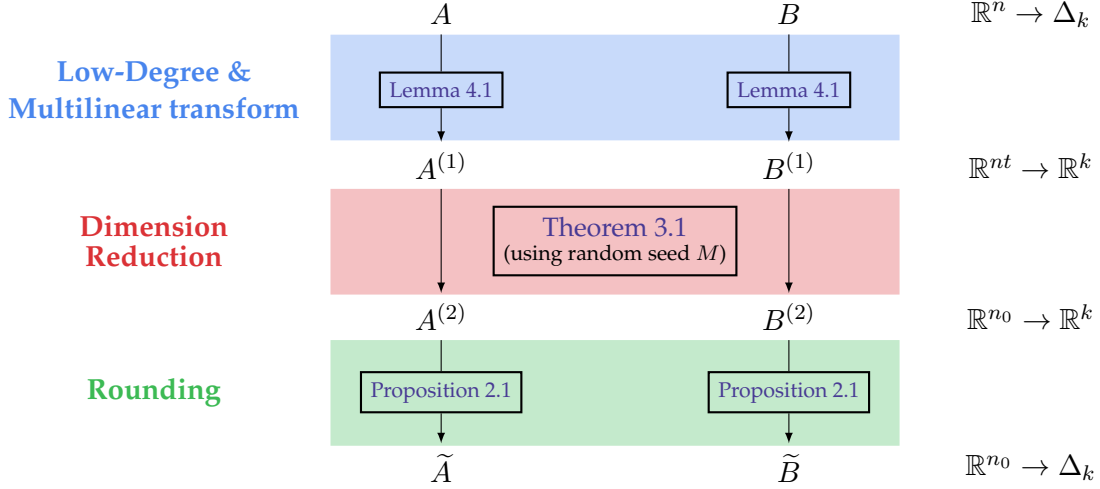 A B ℝⁿ → Δₖ
Low-Degree &
Multilinear transform
Lemma 4.1 Lemma 4.1
A⁽¹⁾ B⁽¹⁾ ℝⁿᵗ → ℝᵏ
Dimension
Reduction
Theorem 3.1
(using random seed M)
A⁽²⁾ B⁽²⁾ ℝⁿ⁰ → ℝᵏ
Rounding
Proposition 2.1 Proposition 2.1
Ã B̃ ℝⁿ⁰ → Δₖ